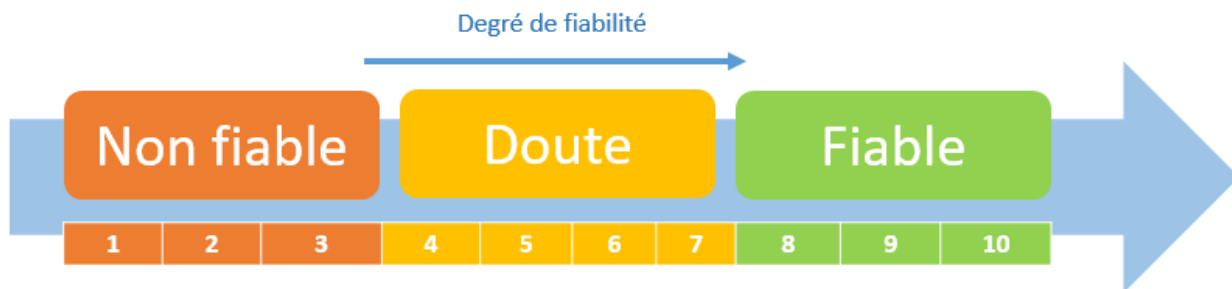 Degré de fiabilité
Non fiable
Doute
Fiable
1 2 3 4 5 6 7 8 9 10